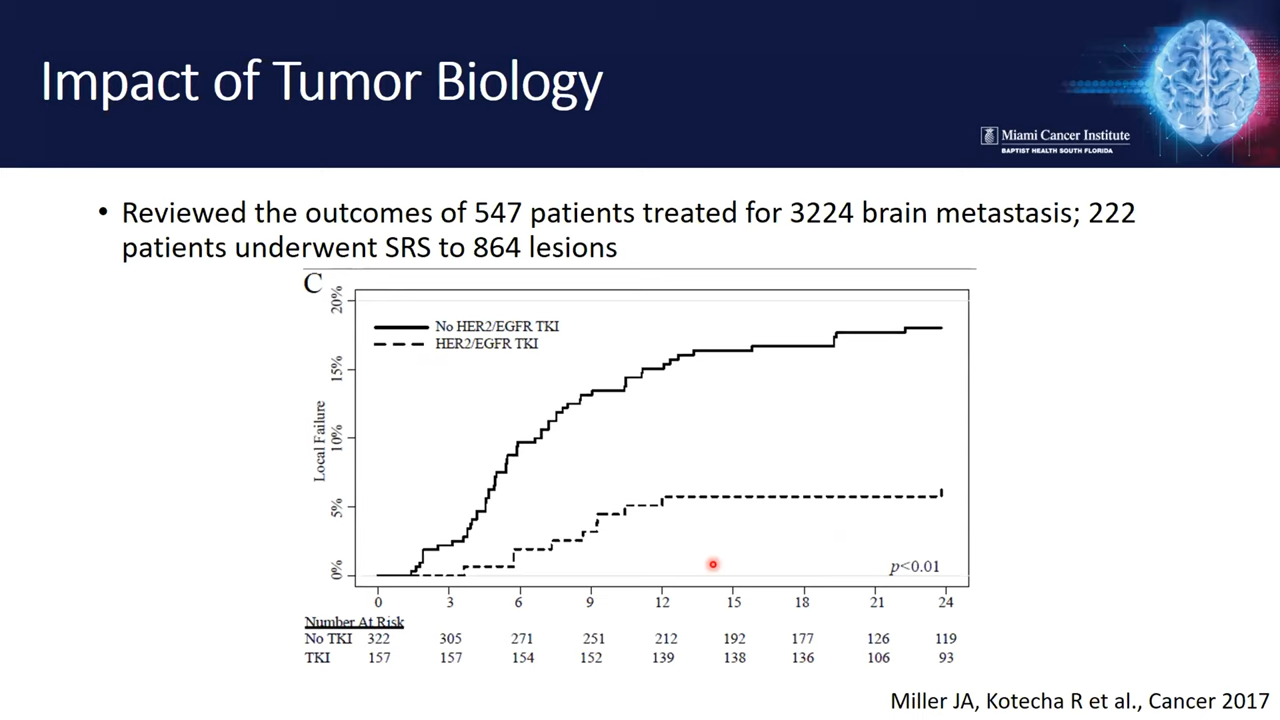 Impact of Tumor Biology
Miami Cancer Institute
BAPTIST HEALTH SOUTH FLORIDA
• Reviewed the outcomes of 547 patients treated for 3224 brain metastasis; 222
patients underwent SRS to 864 lesions
C
No HER2/EGFR TKI
HER2/EGFR TKI
Local Failure
20%
15%
10%
5%
0%
p<0.01
0 3 6 9 12 15 18 21 24
Number At Risk
No TKI 322 305 271 251 212 192 177 126 119
TKI 157 157 154 152 139 138 136 106 93
Miller JA, Kotecha R et al., Cancer 2017